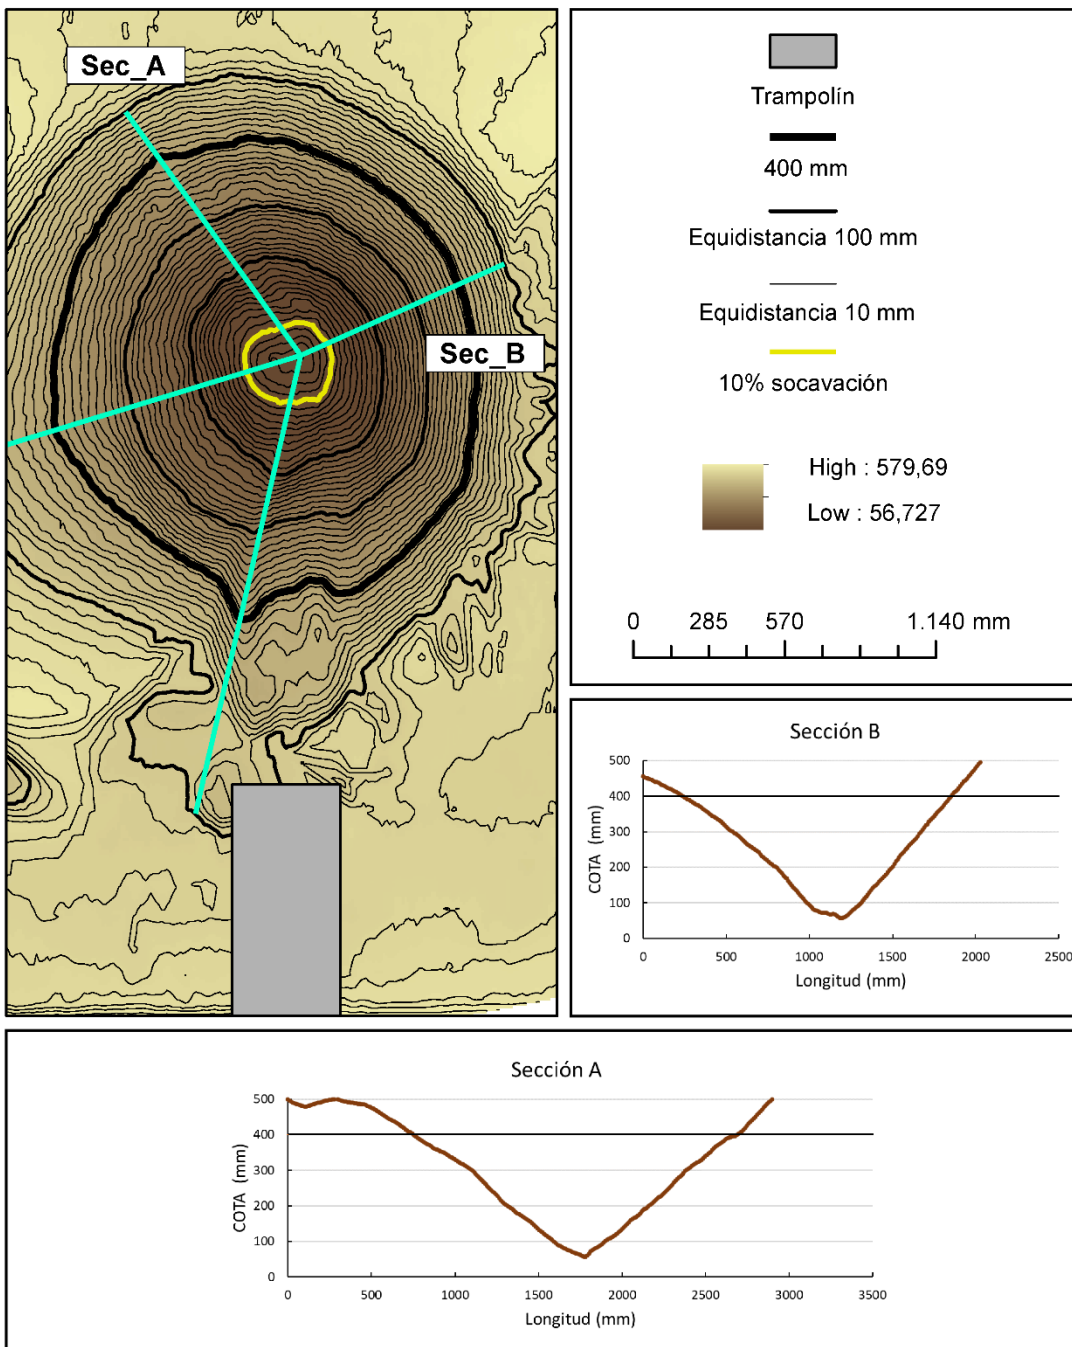 Sec_A
Sec_B
Trampolín
400 mm
Equidistancia 100 mm
Equidistancia 10 mm
10% socavación
High : 579,69
Low : 56,727
0 285 570 1.140 mm
Sección B
COTA (mm)
500
400
300
200
100
0
0 500 1000 1500 2000 2500
Longitud (mm)
Sección A
COTA (mm)
500
400
300
200
100
0
0 500 1000 1500 2000 2500 3000 3500
Longitud (mm)